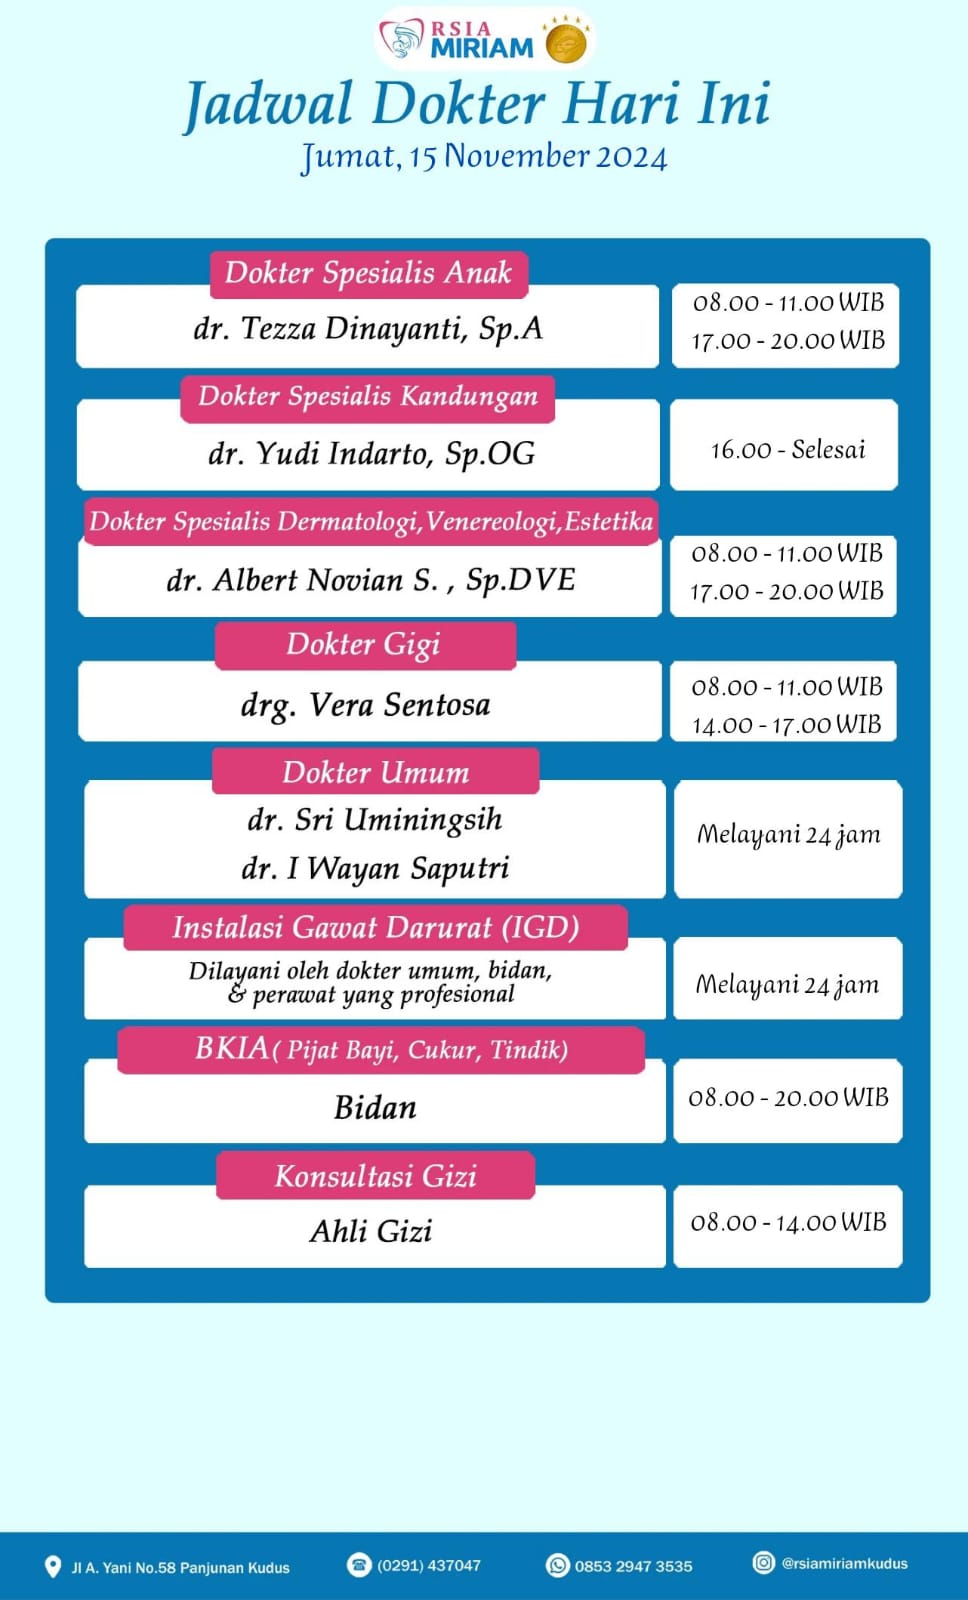 RSIA
MIRIAM
Jadwal Dokter Hari Ini
Jumat, 15 November 2024
Dokter Spesialis Anak
dr. Tezza Dinayanti, Sp.A
08.00 - 11.00 WIB
17.00 - 20.00 WIB
Dokter Spesialis Kandungan
dr. Yudi Indarto, Sp.OG
16.00 - Selesai
Dokter Spesialis Dermatologi,Venereologi,Estetika
dr. Albert Novian S. , Sp.DVE
08.00 - 11.00 WIB
17.00 - 20.00 WIB
Dokter Gigi
drg. Vera Sentosa
08.00 - 11.00 WIB
14.00 - 17.00 WIB
Dokter Umum
dr. Sri Uminingsih
dr. I Wayan Saputri
Melayani 24 jam
Instalasi Gawat Darurat (IGD)
Dilayani oleh dokter umum, bidan,
& perawat yang profesional
Melayani 24 jam
BKIA( Pijat Bayi, Cukur, Tindik)
Bidan
08.00 - 20.00 WIB
Konsultasi Gizi
Ahli Gizi
08.00 - 14.00 WIB
Jl A. Yani No.58 Panjunan Kudus
(0291) 437047
0853 2947 3535
@rsiamiriamkudus